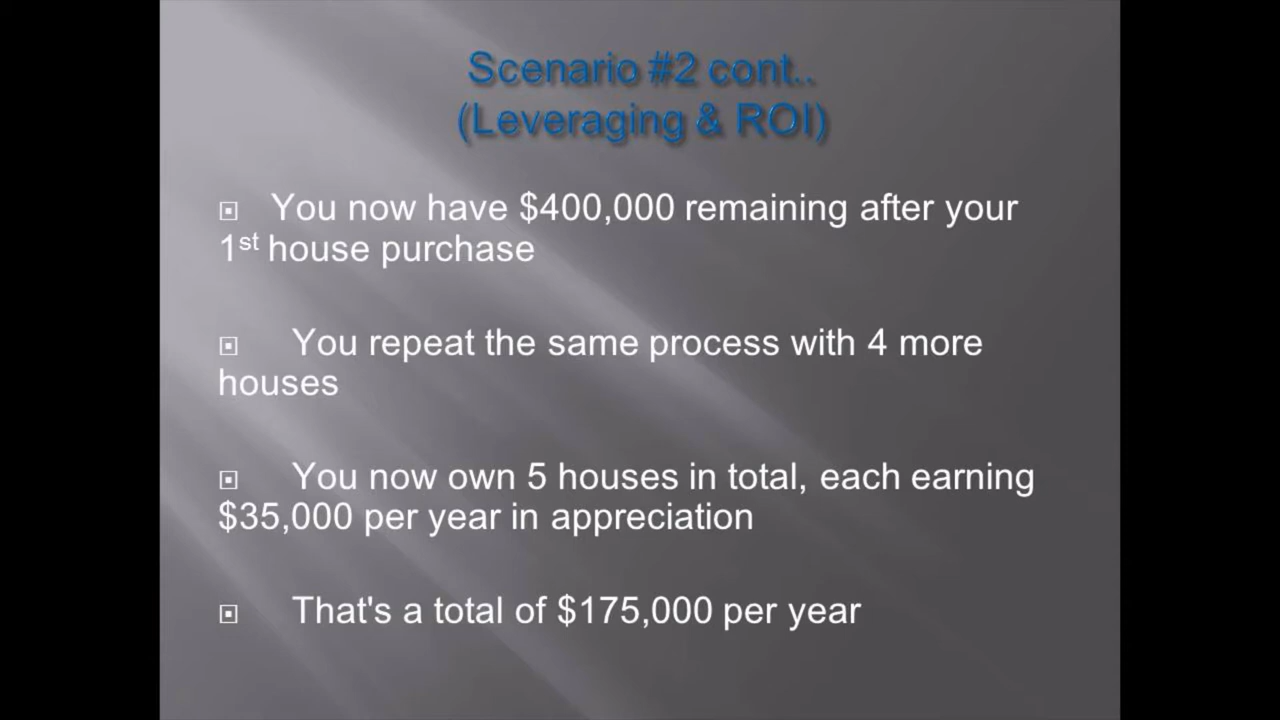 Scenario #2 cont..
(Leveraging & ROI)
You now have $400,000 remaining after your
1st house purchase
You repeat the same process with 4 more
houses
You now own 5 houses in total, each earning
$35,000 per year in appreciation
That's a total of $175,000 per year